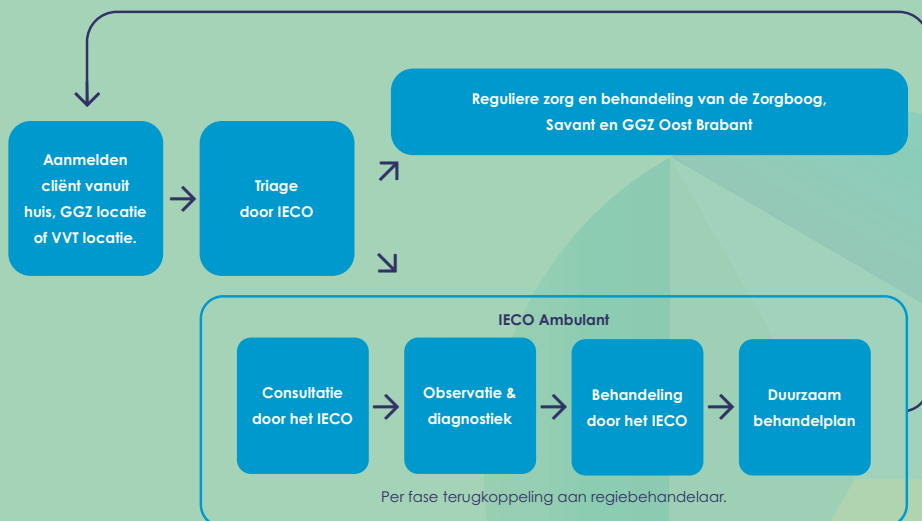 Reguliere zorg en behandeling van de Zorgboog,
Savant en GGZ Oost Brabant
Aanmelden
cliënt vanuit
huis, GGZ locatie
of VVT locatie.
Triage
door IECO
IECO Ambulant
Consultatie
door het IECO
Observatie &
diagnostiek
Behandeling
door het IECO
Duurzaam
behandelplan
Per fase terugkoppeling aan regiebehandelaar.